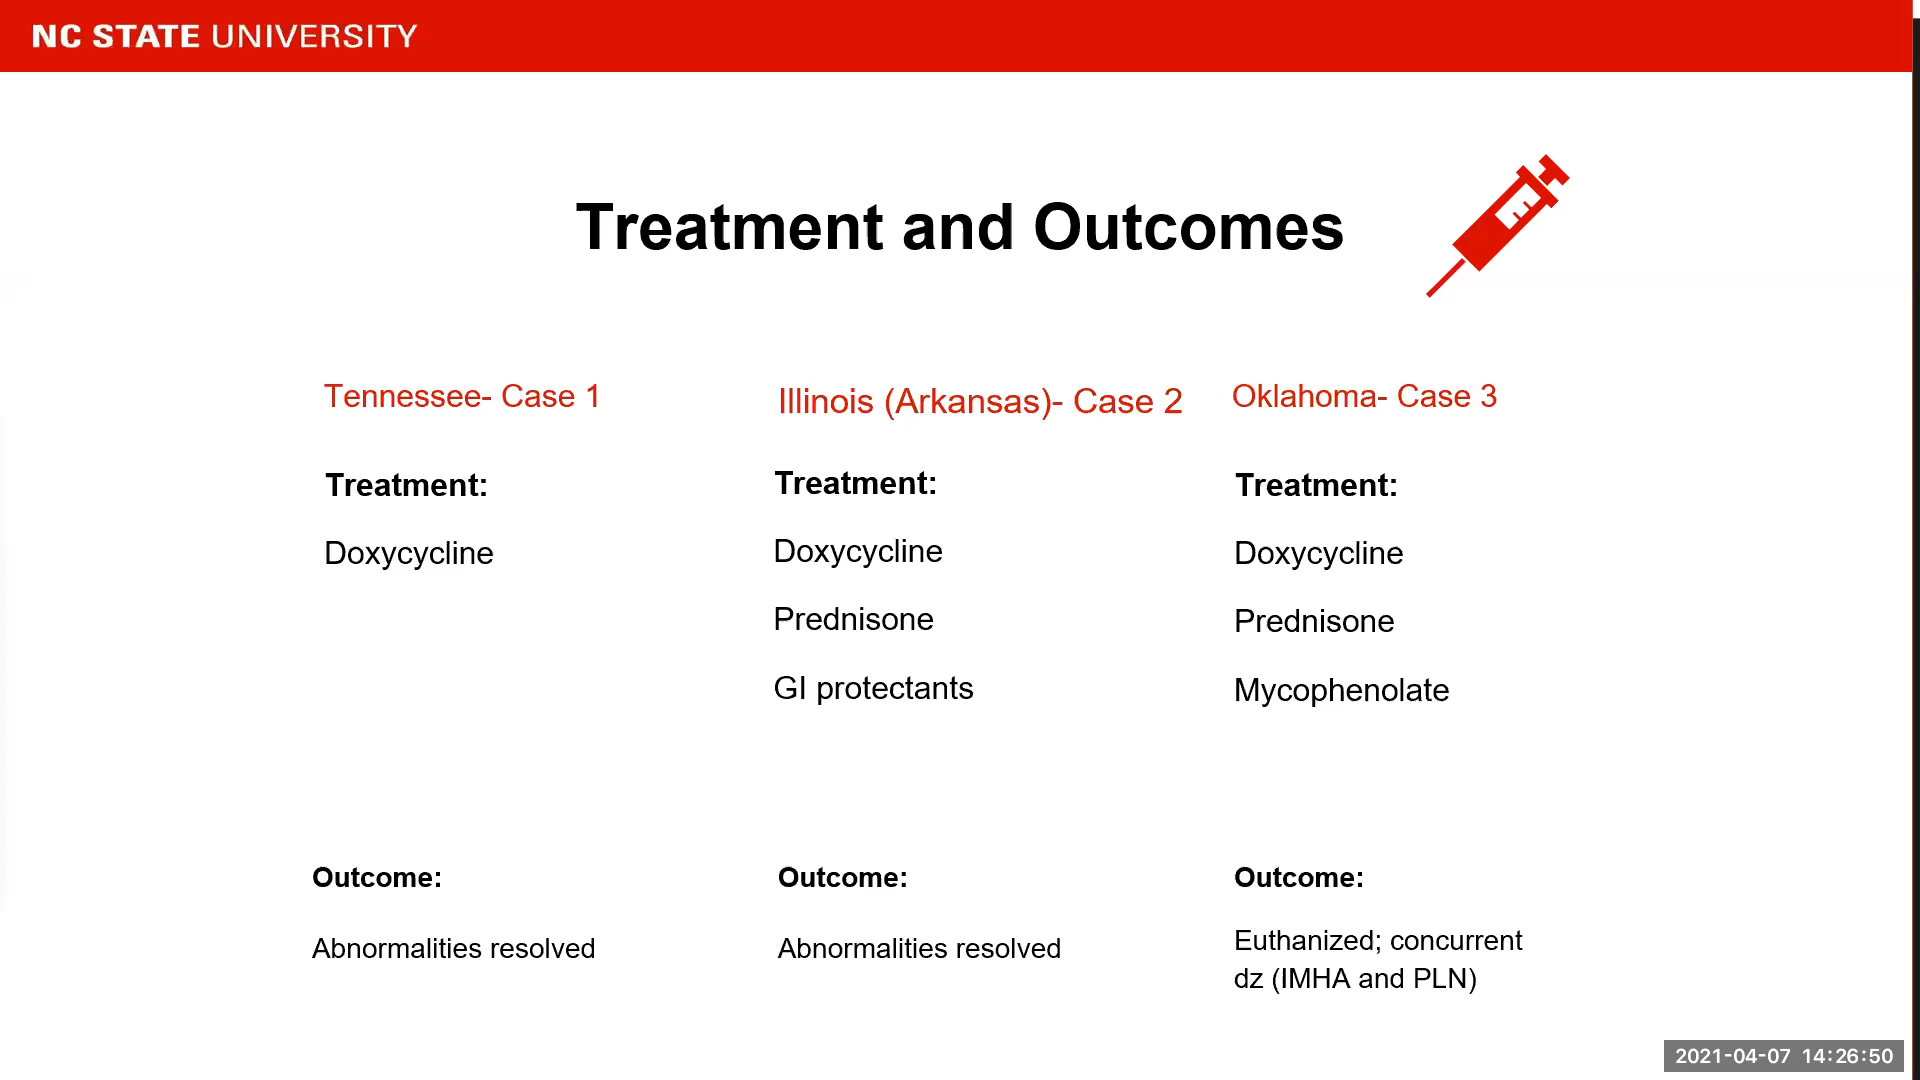 NC STATE UNIVERSITY
Treatment and Outcomes
Tennessee- Case 1
Treatment:
Doxycycline
Outcome:
Abnormalities resolved
Illinois (Arkansas)- Case 2
Treatment:
Doxycycline
Prednisone
GI protectants
Outcome:
Abnormalities resolved
Oklahoma- Case 3
Treatment:
Doxycycline
Prednisone
Mycophenolate
Outcome:
Euthanized; concurrent
dz (IMHA and PLN)
2021-04-07 14:26:50